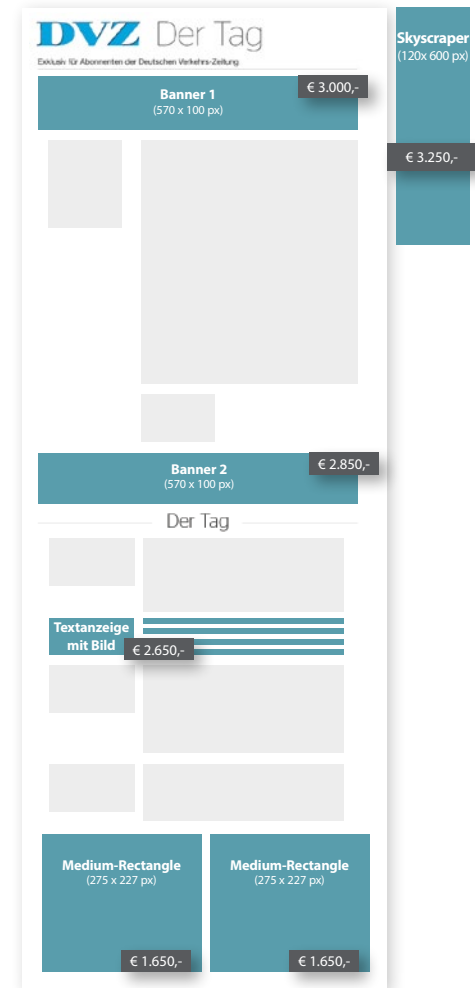 DVZ Der Tag
Exklusiv für Abonnenten der Deutschen Verkehrs-Zeitung
Banner 1
(570 x 100 px)
€ 3.000,-
Skyscraper
(120x 600 px)
€ 3.250,-
Banner 2
(570 x 100 px)
€ 2.850,-
Der Tag
Textanzeige
mit Bild
€ 2.650,-
Medium-Rectangle
(275 x 227 px)
€ 1.650,-
Medium-Rectangle
(275 x 227 px)
€ 1.650,-